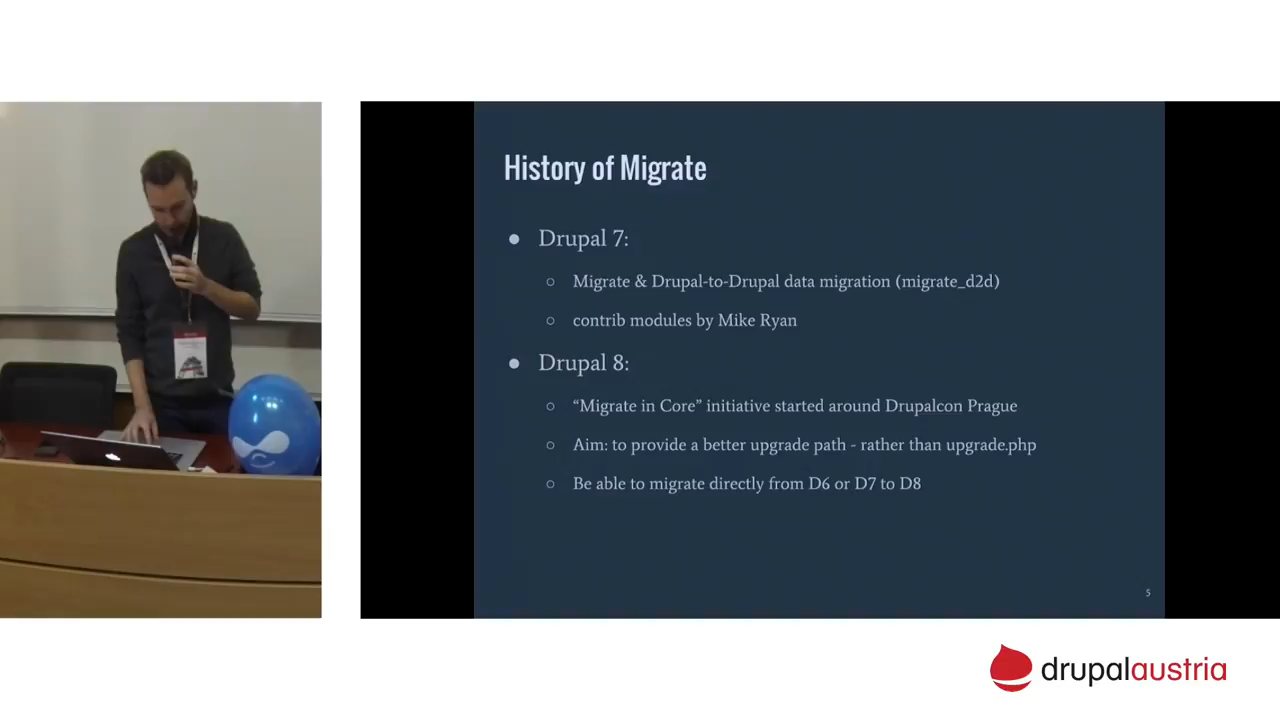 History of Migrate
● Drupal 7:
○ Migrate & Drupal-to-Drupal data migration (migrate_d2d)
○ contrib modules by Mike Ryan
● Drupal 8:
○ “Migrate in Core” initiative started around Drupalcon Prague
○ Aim: to provide a better upgrade path - rather than upgrade.php
○ Be able to migrate directly from D6 or D7 to D8
5
drupalaustria